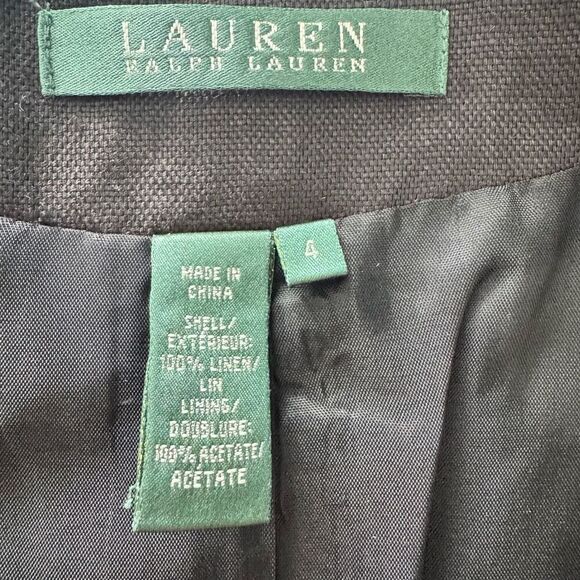 LAUREN
RALPH LAUREN
4
MADE IN
CHINA
SHELL/
EXTÉRIEUR:
100% LINEN/
LIN
LINING/
DOUBLURE:
100% ACETATE/
ACÉTATE